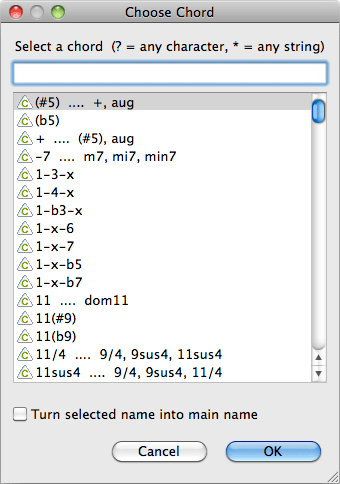 Choose Chord
Select a chord  (? = any character, * = any string)
C (#5)  ....  +, aug
C (b5)
C +  ....  (#5), aug
C -7  ....  m7, mi7, min7
C 1-3-x
C 1-4-x
C 1-b3-x
C 1-x-6
C 1-x-7
C 1-x-b5
C 1-x-b7
C 11  ....  dom11
C 11(#9)
C 11(b9)
C 11/4  ....  9/4, 9sus4, 11sus4
C 11sus4  ....  9/4, 9sus4, 11/4
Turn selected name into main name
Cancel OK